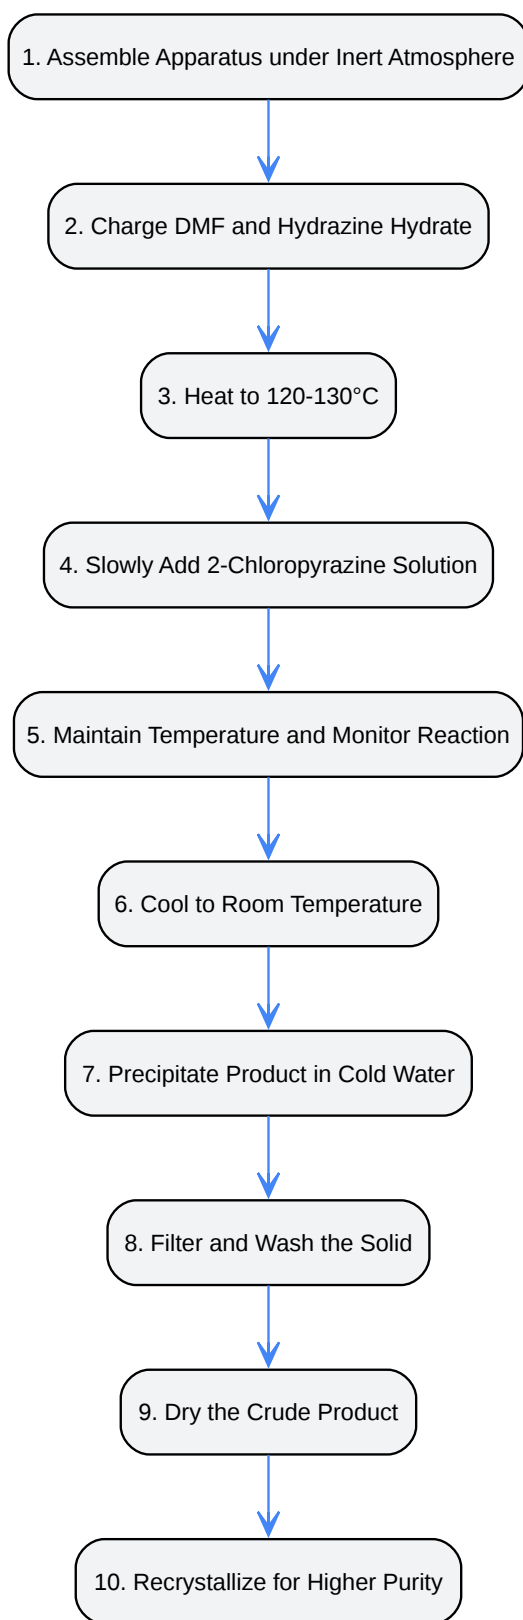 1. Assemble Apparatus under Inert Atmosphere
2. Charge DMF and Hydrazine Hydrate
3. Heat to 120-130°C
4. Slowly Add 2-Chloropyrazine Solution
5. Maintain Temperature and Monitor Reaction
6. Cool to Room Temperature
7. Precipitate Product in Cold Water
8. Filter and Wash the Solid
9. Dry the Crude Product
10. Recrystallize for Higher Purity